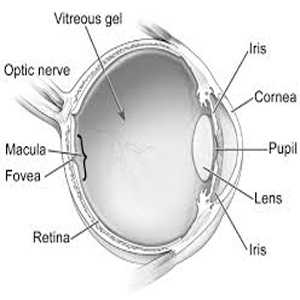 Vitreous gel
Iris
Optic nerve
Cornea
Macula
Pupil
Fovea
Lens
Retina
Iris